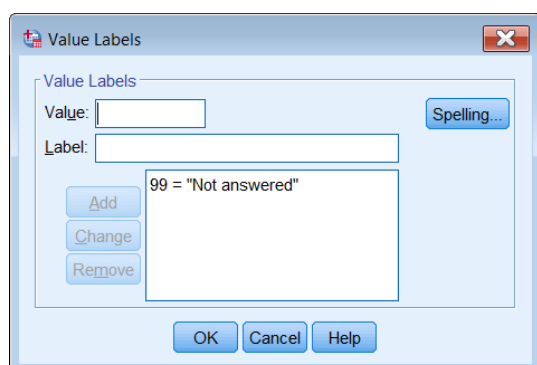 Value Labels
Value Labels
Value:
Spelling...
Label:
99 = "Not answered"
Add
Change
Remove
OK Cancel Help